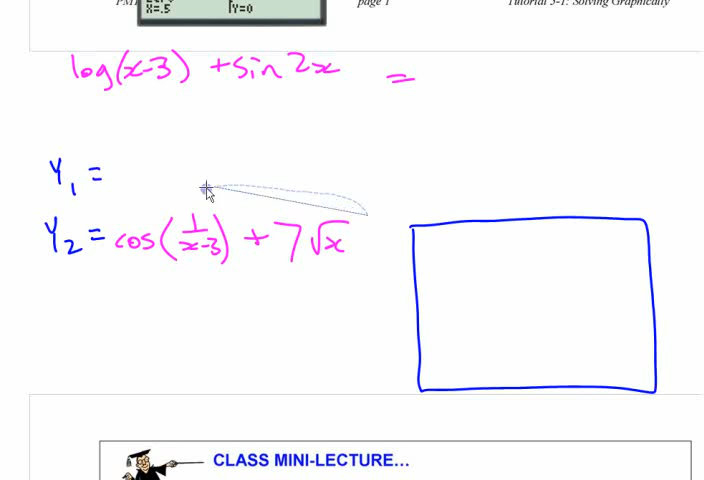 X=.5 Y=0
page 1
Tutorial 5-1: Solving Graphically
log(x-3) + sin 2x =
Y₁ =
Y₂ = cos(1/(x-3)) + 7√x
CLASS MINI-LECTURE...